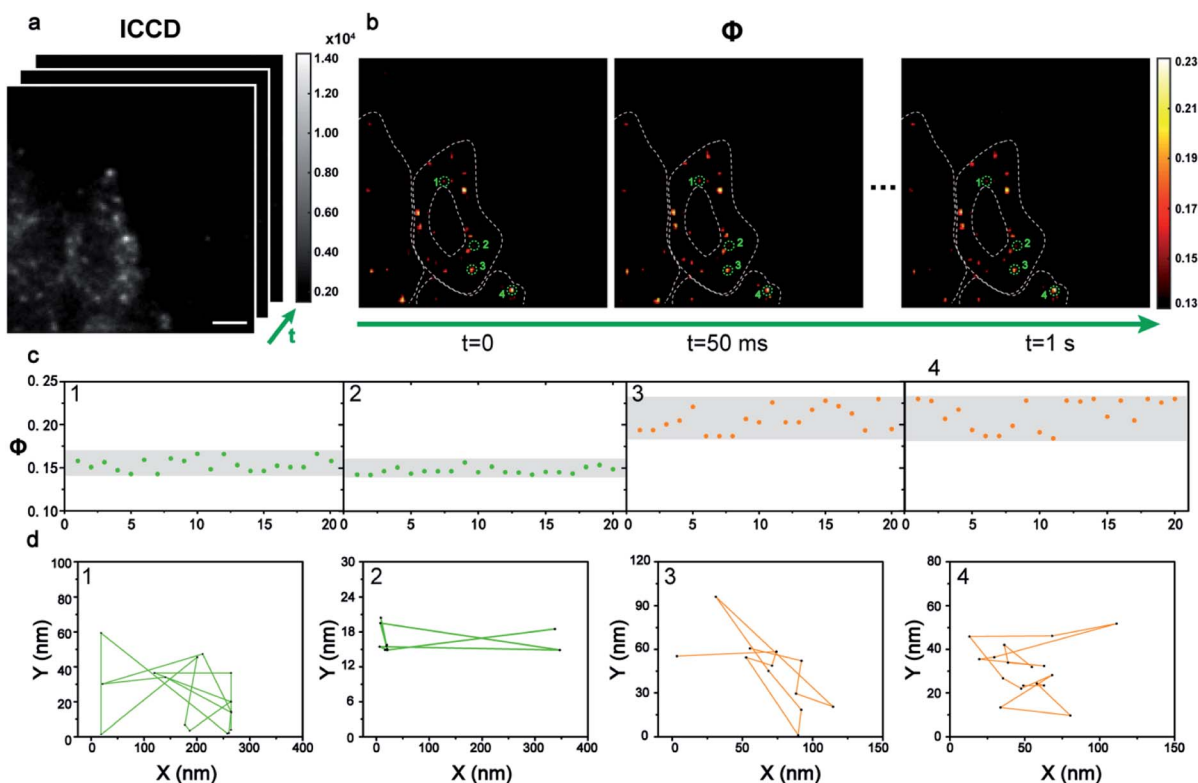 a
ICCD
x10⁴
1.40
1.20
1.00
0.80
0.60
0.40
0.20
t
b
Φ
1
2
3
4
1
2
3
4
...
1
2
3
4
0.23
0.21
0.19
0.17
0.15
0.13
t=0
t=50 ms
t=1 s
c
Φ
0.25
0.20
0.15
0.10
1
2
3
4
0 5 10 15 20
0 5 10 15 20
0 5 10 15 20
0 5 10 15 20
d
1
Y (nm)
100
80
60
40
20
0
0 100 200 300 400
X (nm)
2
Y (nm)
30
24
18
12
6
0
0 100 200 300 400
X (nm)
3
Y (nm)
120
90
60
30
0
0 50 100 150
X (nm)
4
Y (nm)
80
60
40
20
0
0 50 100 150
X (nm)